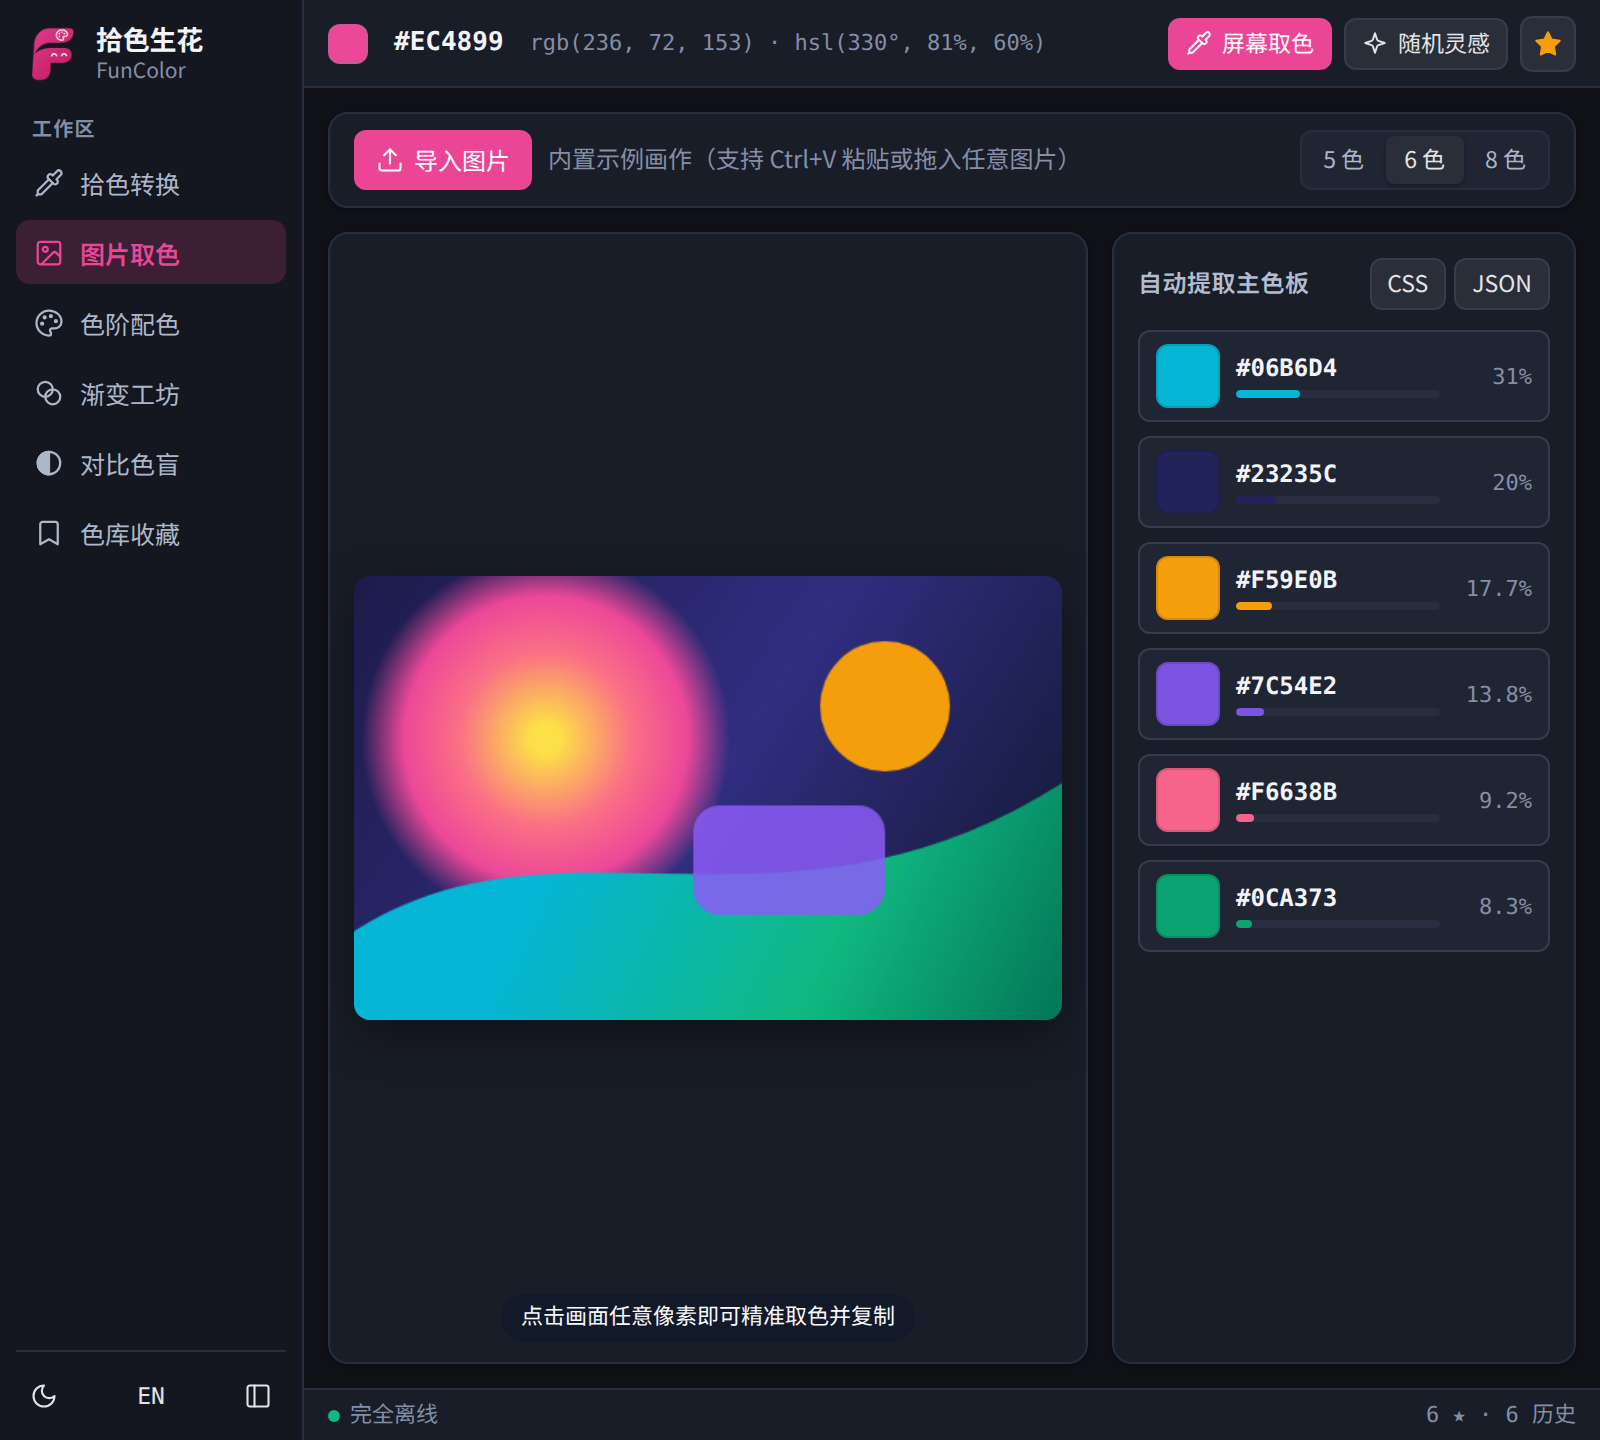 拾色生花
FunColor
工作区
拾色转换
图片取色
色阶配色
渐变工坊
对比色盲
色库收藏
EN
#EC4899 rgb(236, 72, 153) · hsl(330°, 81%, 60%)
屏幕取色
随机灵感
导入图片
内置示例画作（支持 Ctrl+V 粘贴或拖入任意图片）
5 色 6 色 8 色
点击画面任意像素即可精准取色并复制
自动提取主色板
CSS JSON
#06B6D4 31%
#23235C 20%
#F59E0B 17.7%
#7C54E2 13.8%
#F6638B 9.2%
#0CA373 8.3%
完全离线
6 ★ · 6 历史